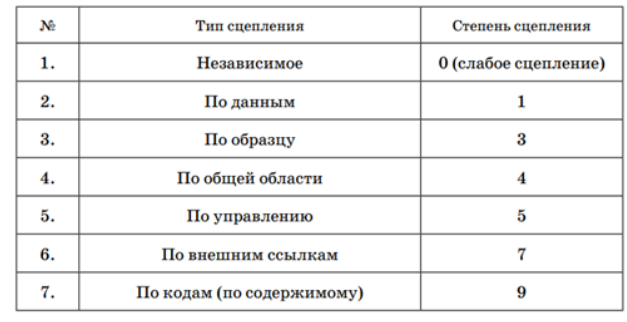 № Тип сцепления Степень сцепления
1. Независимое 0 (слабое сцепление)
2. По данным 1
3. По образцу 3
4. По общей области 4
5. По управлению 5
6. По внешним ссылкам 7
7. По кодам (по содержимому) 9